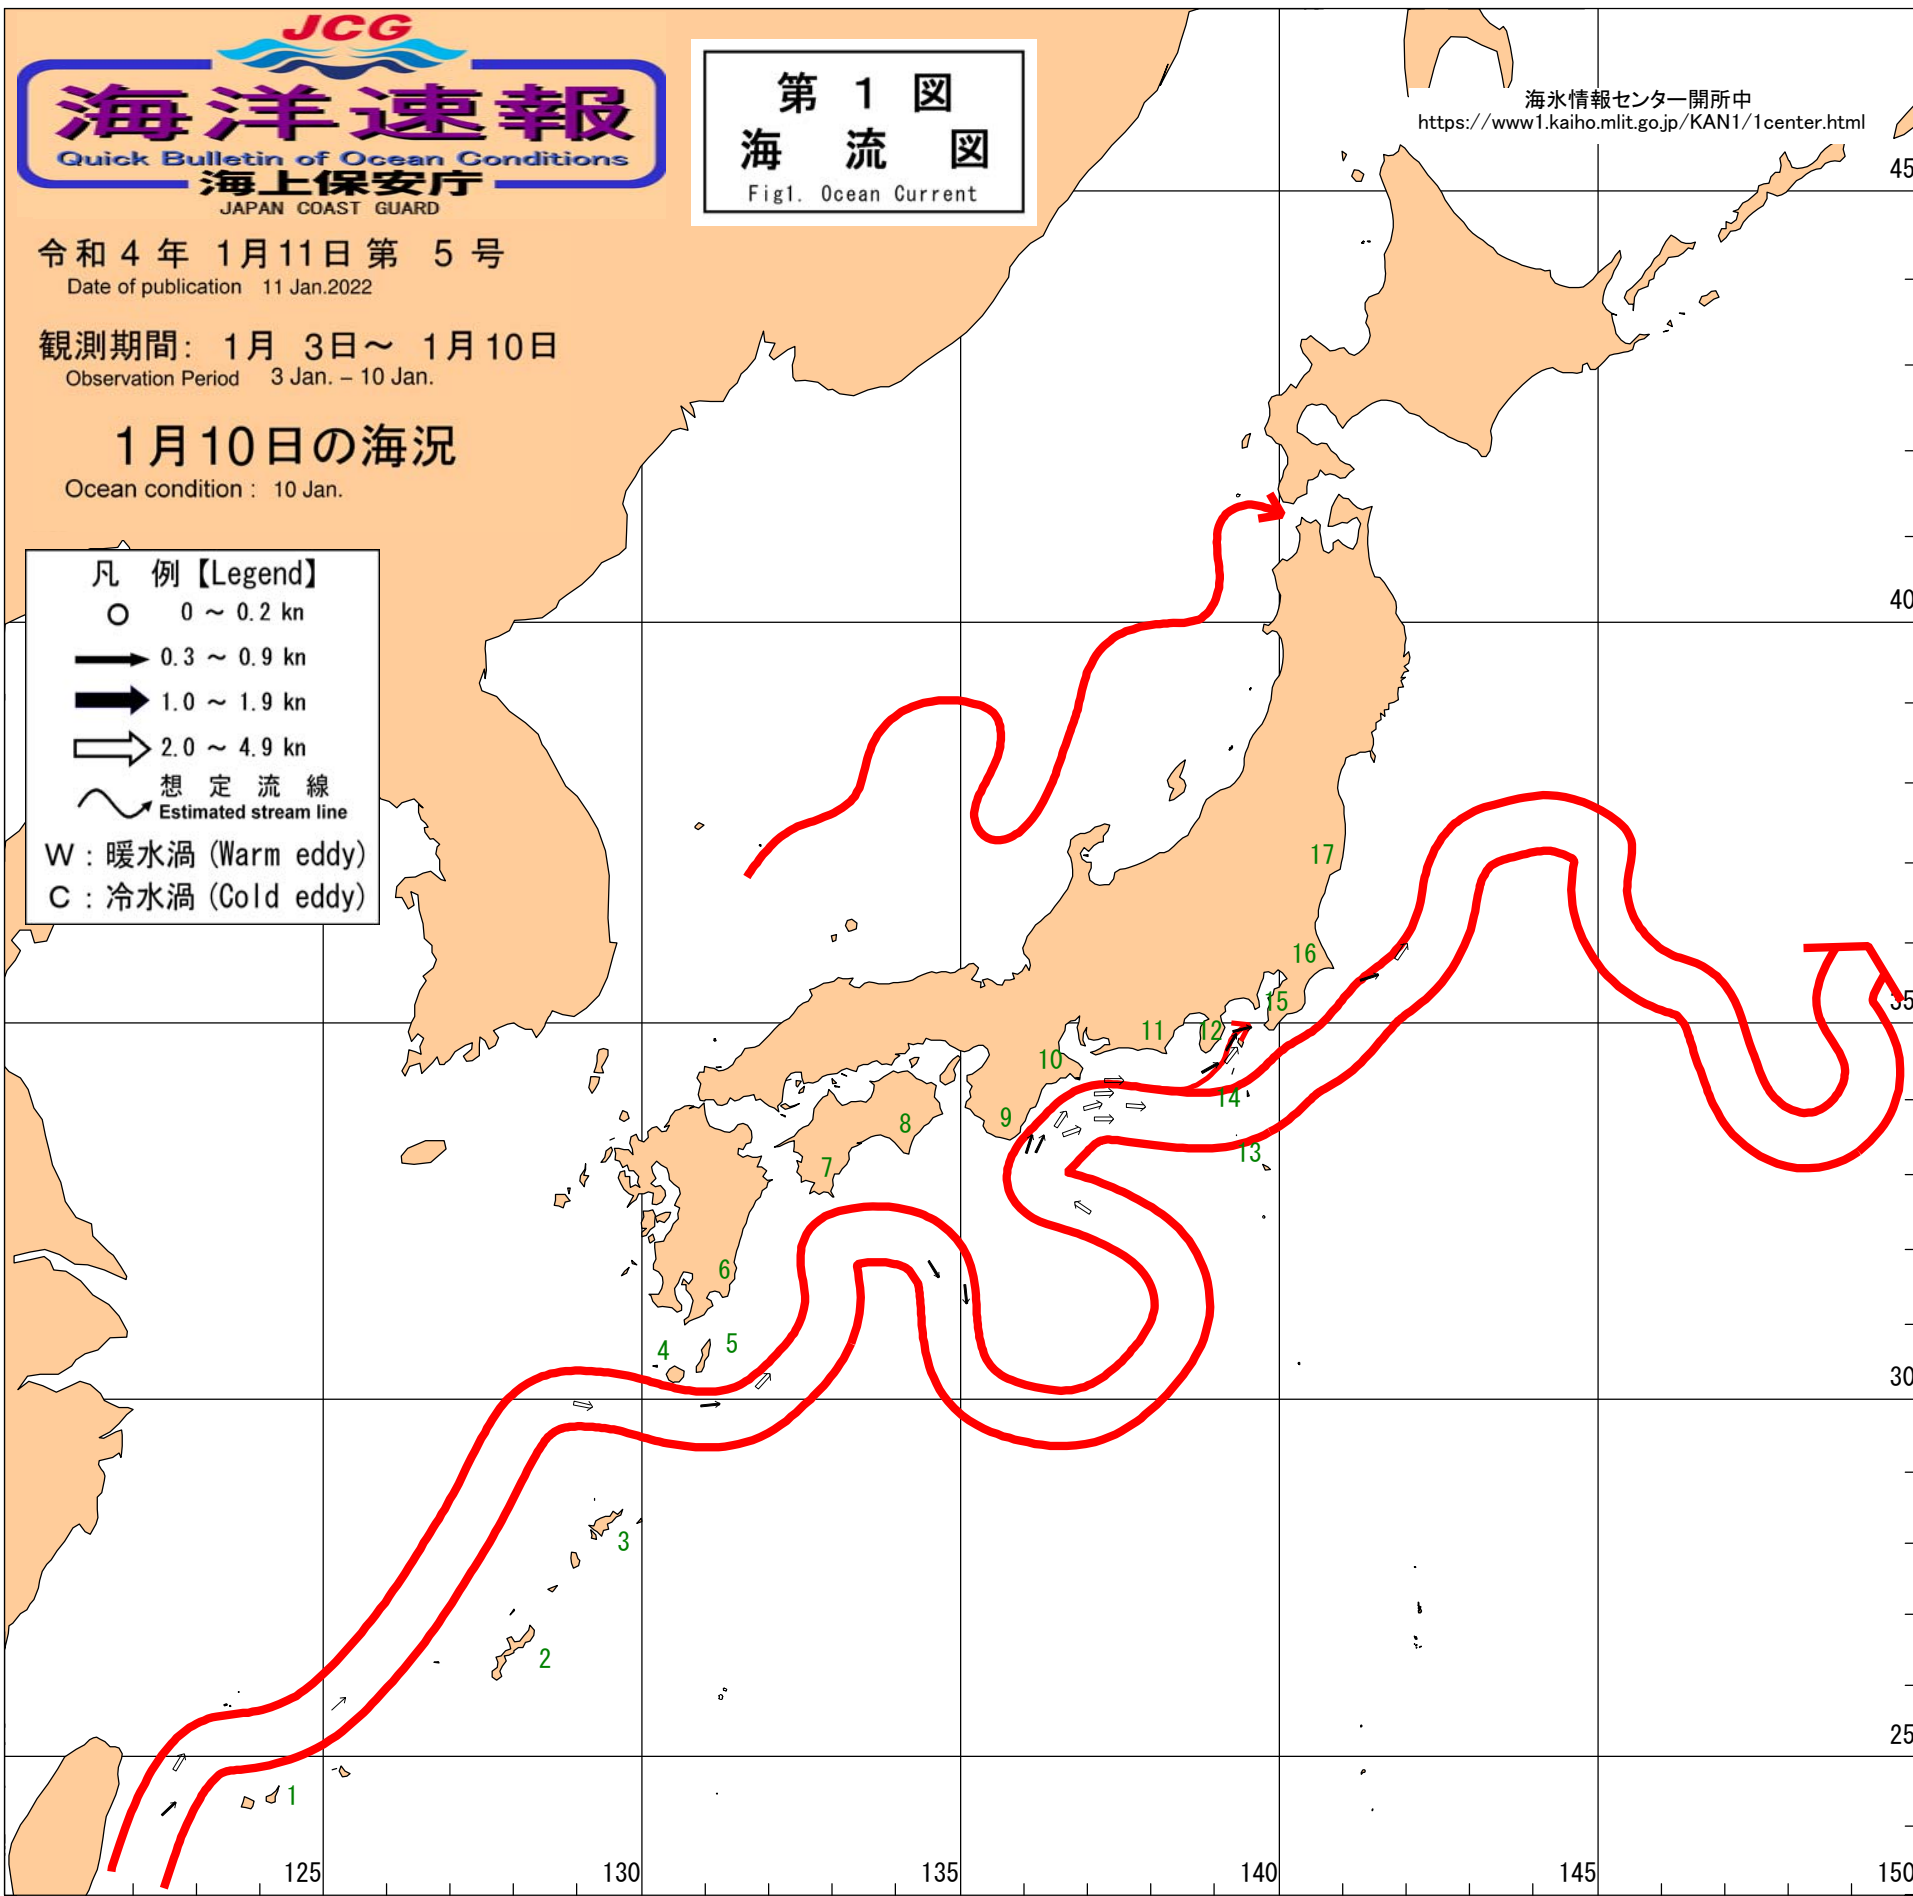 JCG
海洋速報
Quick Bulletin of Ocean Conditions
海上保安庁
JAPAN COAST GUARD
第 1 図
海 流 図
Fig1. Ocean Current
海氷情報センター開所中
https://www1.kaiho.mlit.go.jp/KAN1/1center.html
令和 4 年 1月11日 第 5 号
Date of publication 11 Jan.2022
観測期間: 1月 3日~ 1月10日
Observation Period 3 Jan. – 10 Jan.
1月10日の海況
Ocean condition : 10 Jan.
凡 例【Legend】
0 ~ 0.2 kn
0.3 ~ 0.9 kn
1.0 ~ 1.9 kn
2.0 ~ 4.9 kn
想 定 流 線
Estimated stream line
W : 暖水渦 (Warm eddy)
C : 冷水渦 (Cold eddy)
45
40
35
30
25
17
16
15
12
11
10
14
13
9
8
7
6
5
4
3
2
1
125
130
135
140
145
150